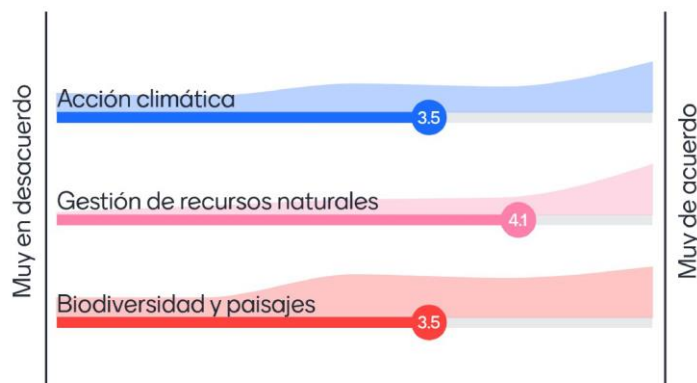 Muy en desacuerdo
Acción climática
3.5
Gestión de recursos naturales
4.1
Biodiversidad y paisajes
3.5
Muy de acuerdo